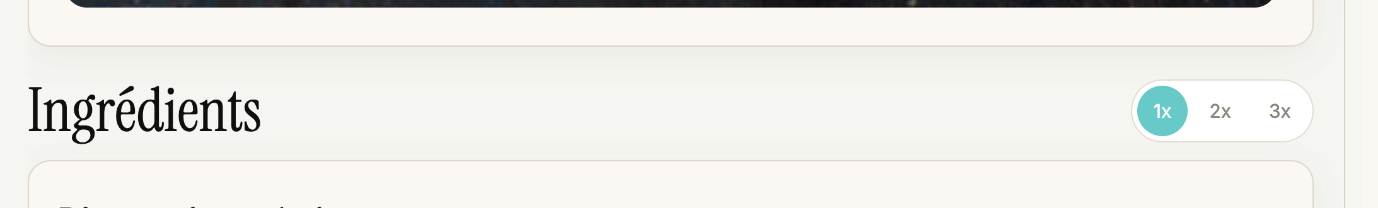 Ingrédients
1x 2x 3x